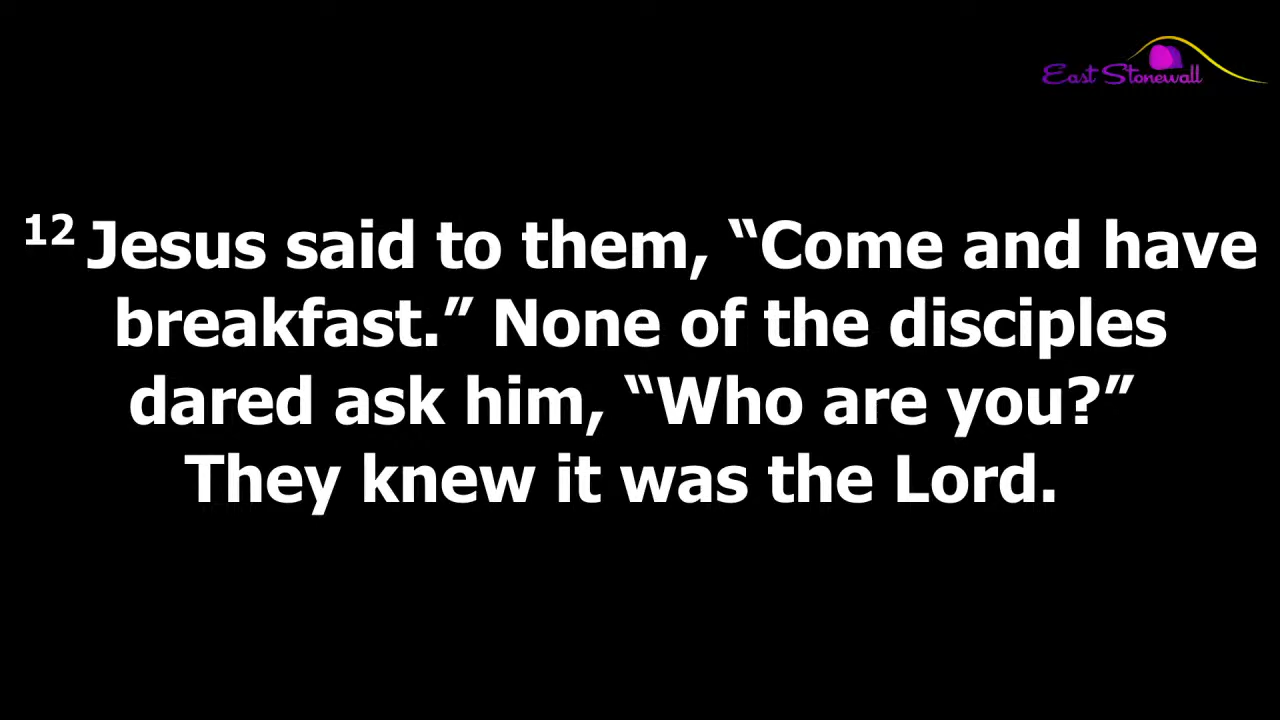 East Stonewall
12 Jesus said to them, “Come and have
breakfast.” None of the disciples
dared ask him, “Who are you?”
They knew it was the Lord.